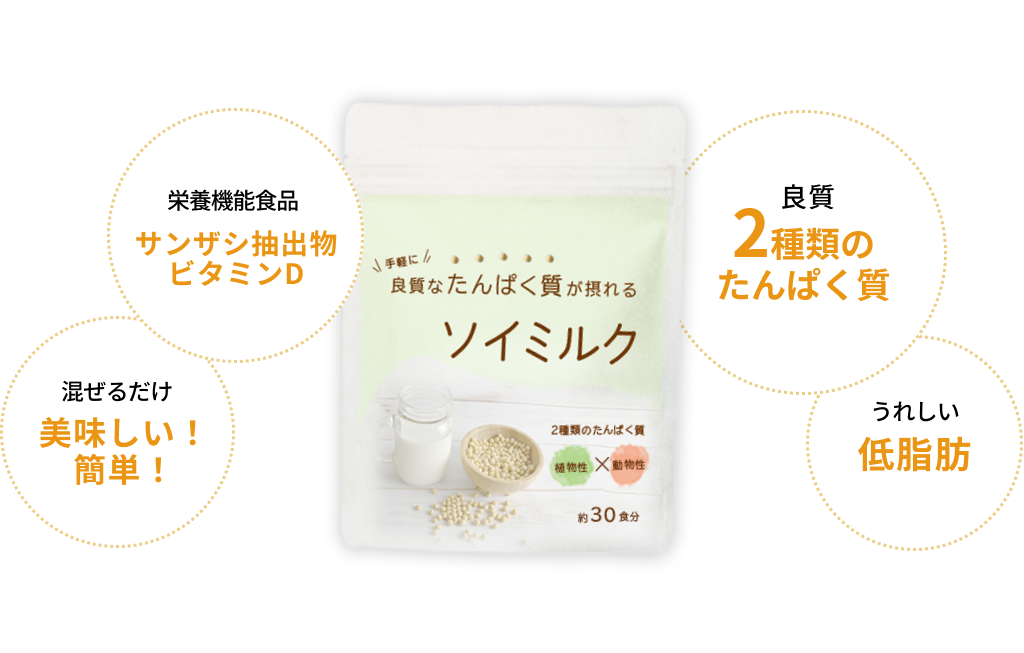 栄養機能食品
サンザシ抽出物
ビタミンD
混ぜるだけ
美味しい！
簡単！
手軽に
良質なたんぱく質が摂れる
ソイミルク
2種類のたんぱく質
植物性×動物性
約30食分
良質
2種類の
たんぱく質
うれしい
低脂肪